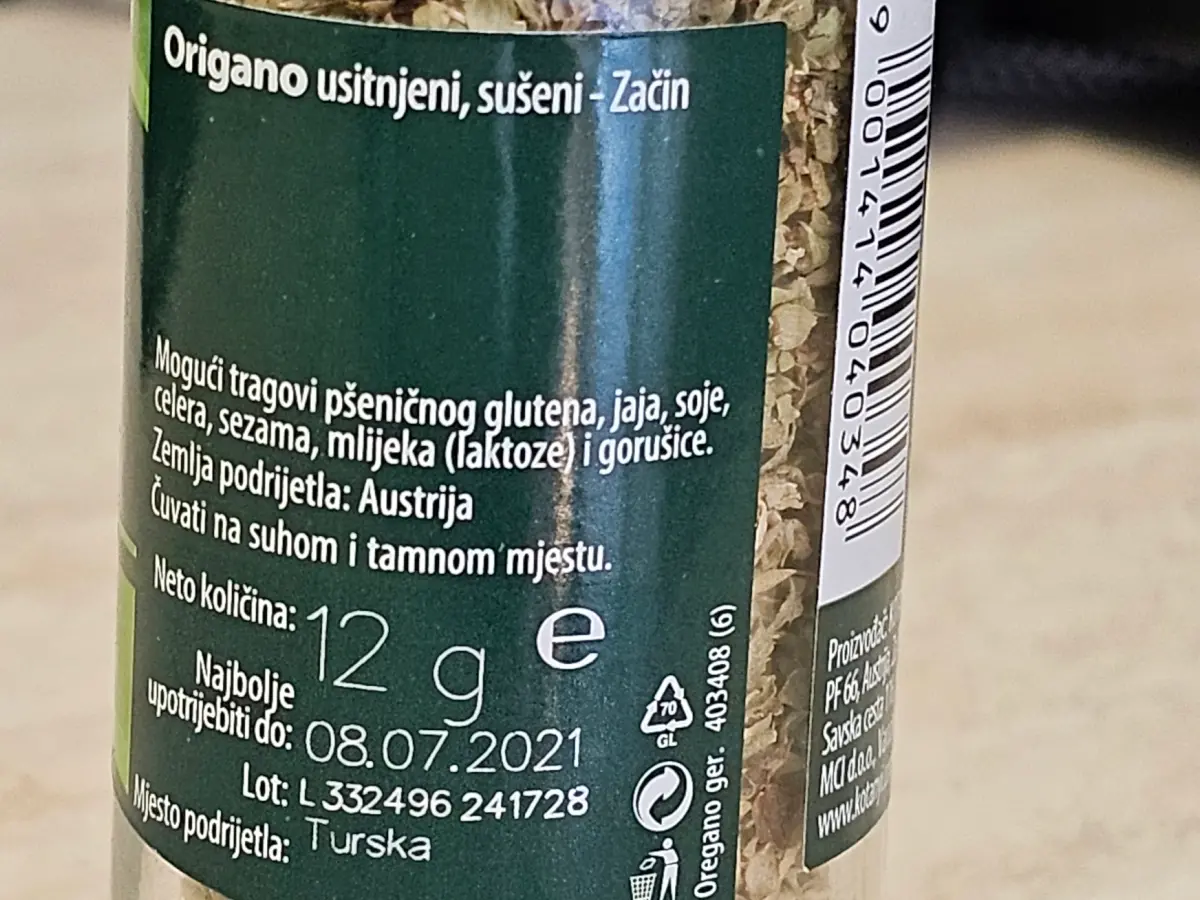 Origano usitnjeni, sušeni - Začin
Mogući tragovi pšeničnog glutena, jaja, soje,
celera, sezama, mlijeka (laktoze) i gorušice.
Zemlja podrijetla: Austrija
Čuvati na suhom i tamnom mjestu.
Neto količina: 12 g e
Najbolje
upotrijebiti do: 08.07.2021
Lot: L 332496 241728
Mjesto podrijetla: Turska
70
GL
Oregano ger. 403408 (6)
9 001414 040348
Proizvođač:
PF 66, Austrija
Savska cesta
MCI d.o.o.,
www.kotany